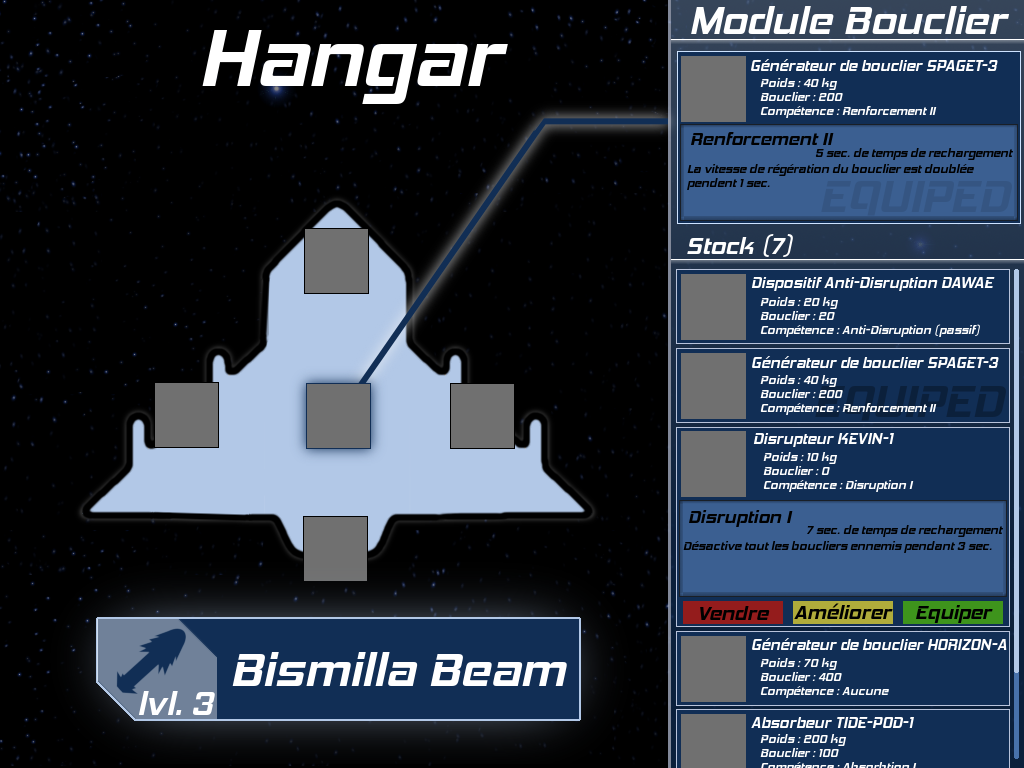 Hangar
lvl. 3
Bismilla Beam
Module Bouclier
Générateur de bouclier SPAGET-3
Poids : 40 kg
Bouclier : 200
Compétence : Renforcement II
Renforcement II
5 sec. de temps de rechargement
La vitesse de régération du bouclier est doublée
pendent 1 sec.
EQUIPED
Stock (7)
Dispositif Anti-Disruption DAWAE
Poids : 20 kg
Bouclier : 20
Compétence : Anti-Disruption (passif)
Générateur de bouclier SPAGET-3
Poids : 40 kg
Bouclier : 200
Compétence : Renforcement II
EQUIPED
Disrupteur KEVIN-1
Poids : 10 kg
Bouclier : 0
Compétence : Disruption I
Disruption I
7 sec. de temps de rechargement
Désactive tout les boucliers ennemis pendant 3 sec.
Vendre Améliorer Equiper
Générateur de bouclier HORIZON-A
Poids : 70 kg
Bouclier : 400
Compétence : Aucune
Absorbeur TIDE-POD-1
Poids : 200 kg
Bouclier : 100
Compétence : Absorbtion I